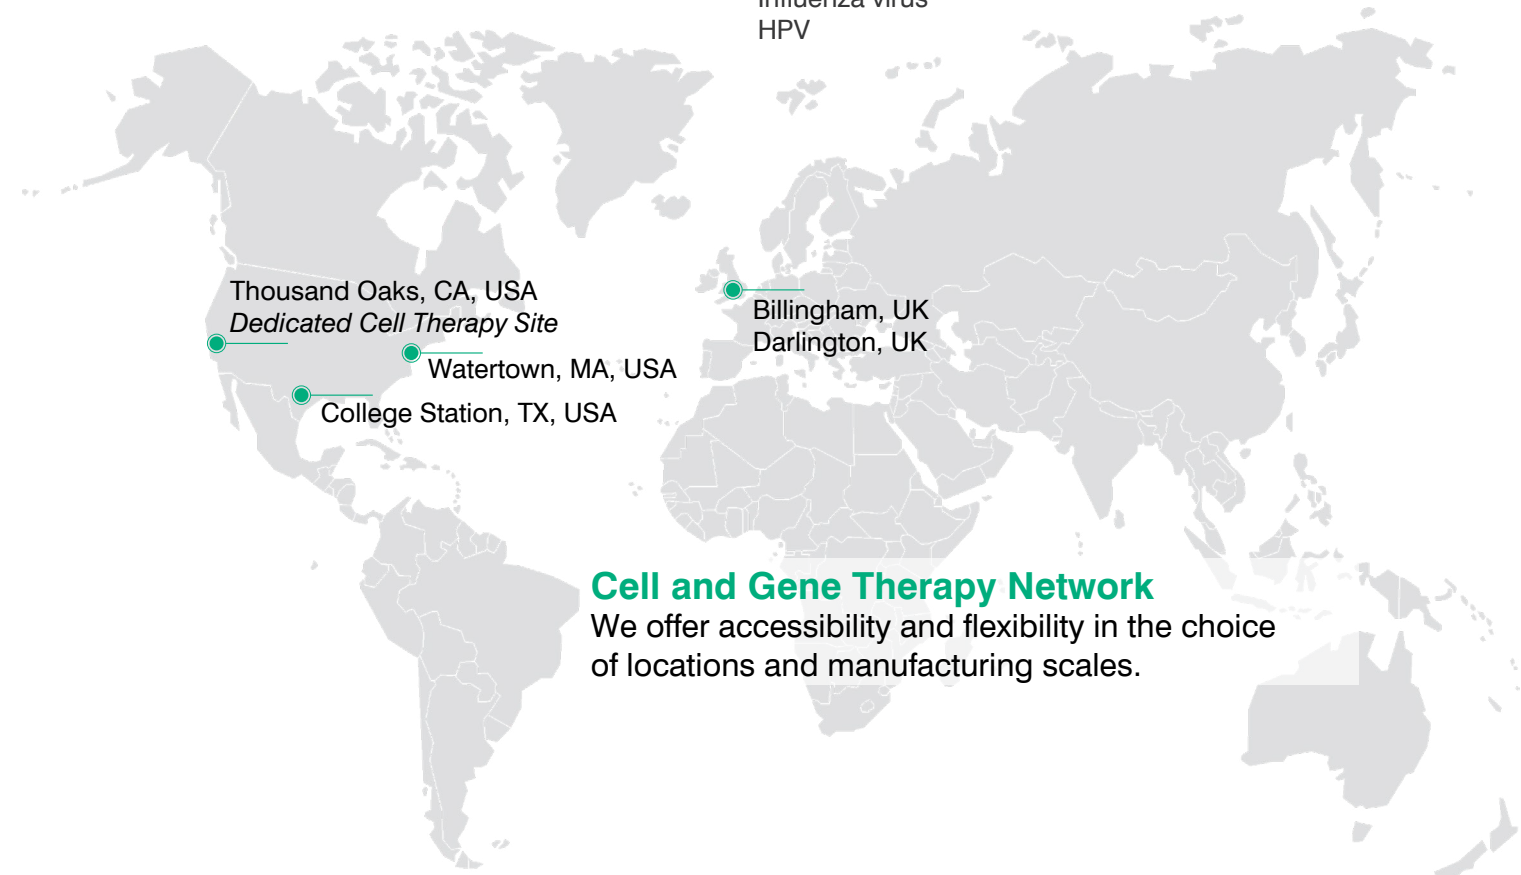 Influenza virus
HPV
Thousand Oaks, CA, USA
Dedicated Cell Therapy Site
Watertown, MA, USA
College Station, TX, USA
Billingham, UK
Darlington, UK
Cell and Gene Therapy Network
We offer accessibility and flexibility in the choice
of locations and manufacturing scales.